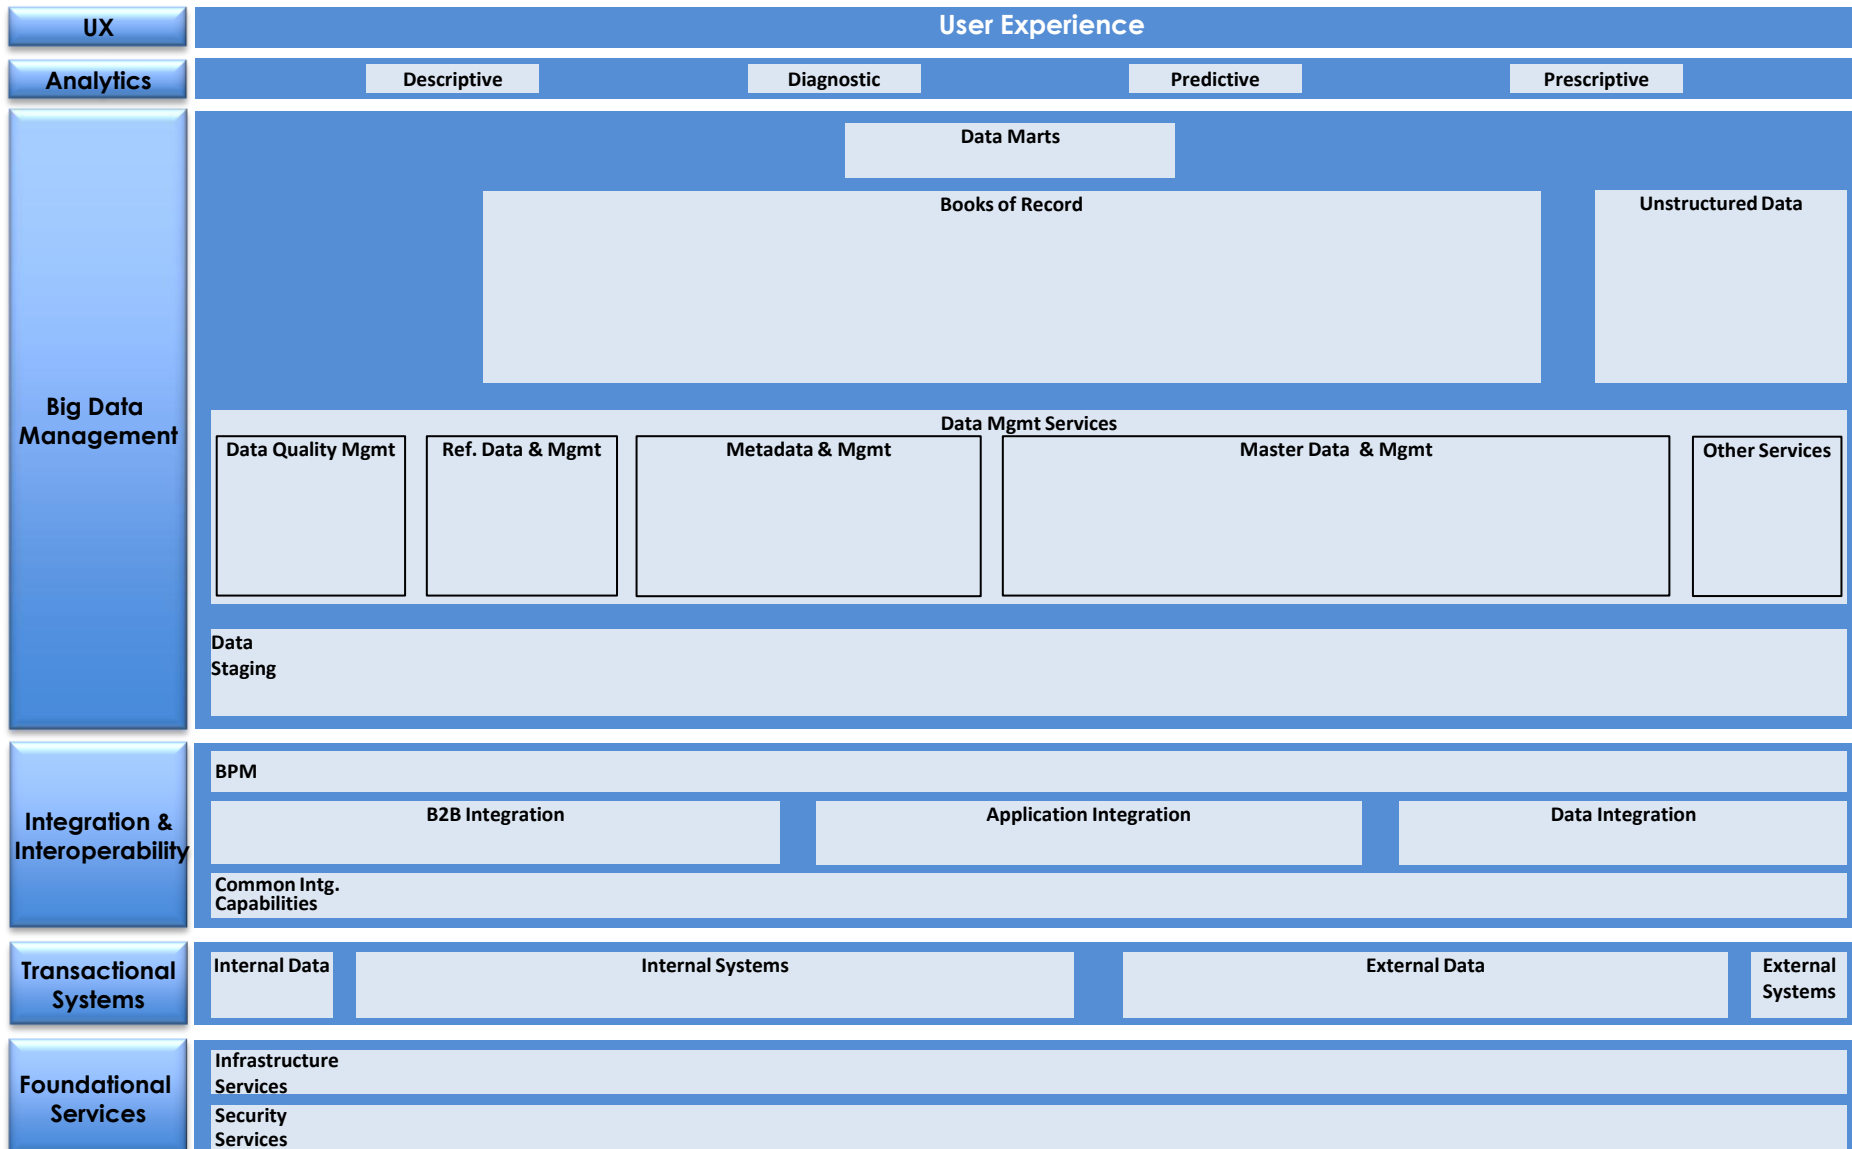 UX
User Experience
Analytics
Descriptive
Diagnostic
Predictive
Prescriptive
Big Data
Management
Data Marts
Books of Record
Unstructured Data
Data Mgmt Services
Data Quality Mgmt
Ref. Data & Mgmt
Metadata & Mgmt
Master Data & Mgmt
Other Services
Data
Staging
Integration &
Interoperability
BPM
B2B Integration
Application Integration
Data Integration
Common Intg.
Capabilities
Transactional
Systems
Internal Data
Internal Systems
External Data
External
Systems
Foundational
Services
Infrastructure
Services
Security
Services